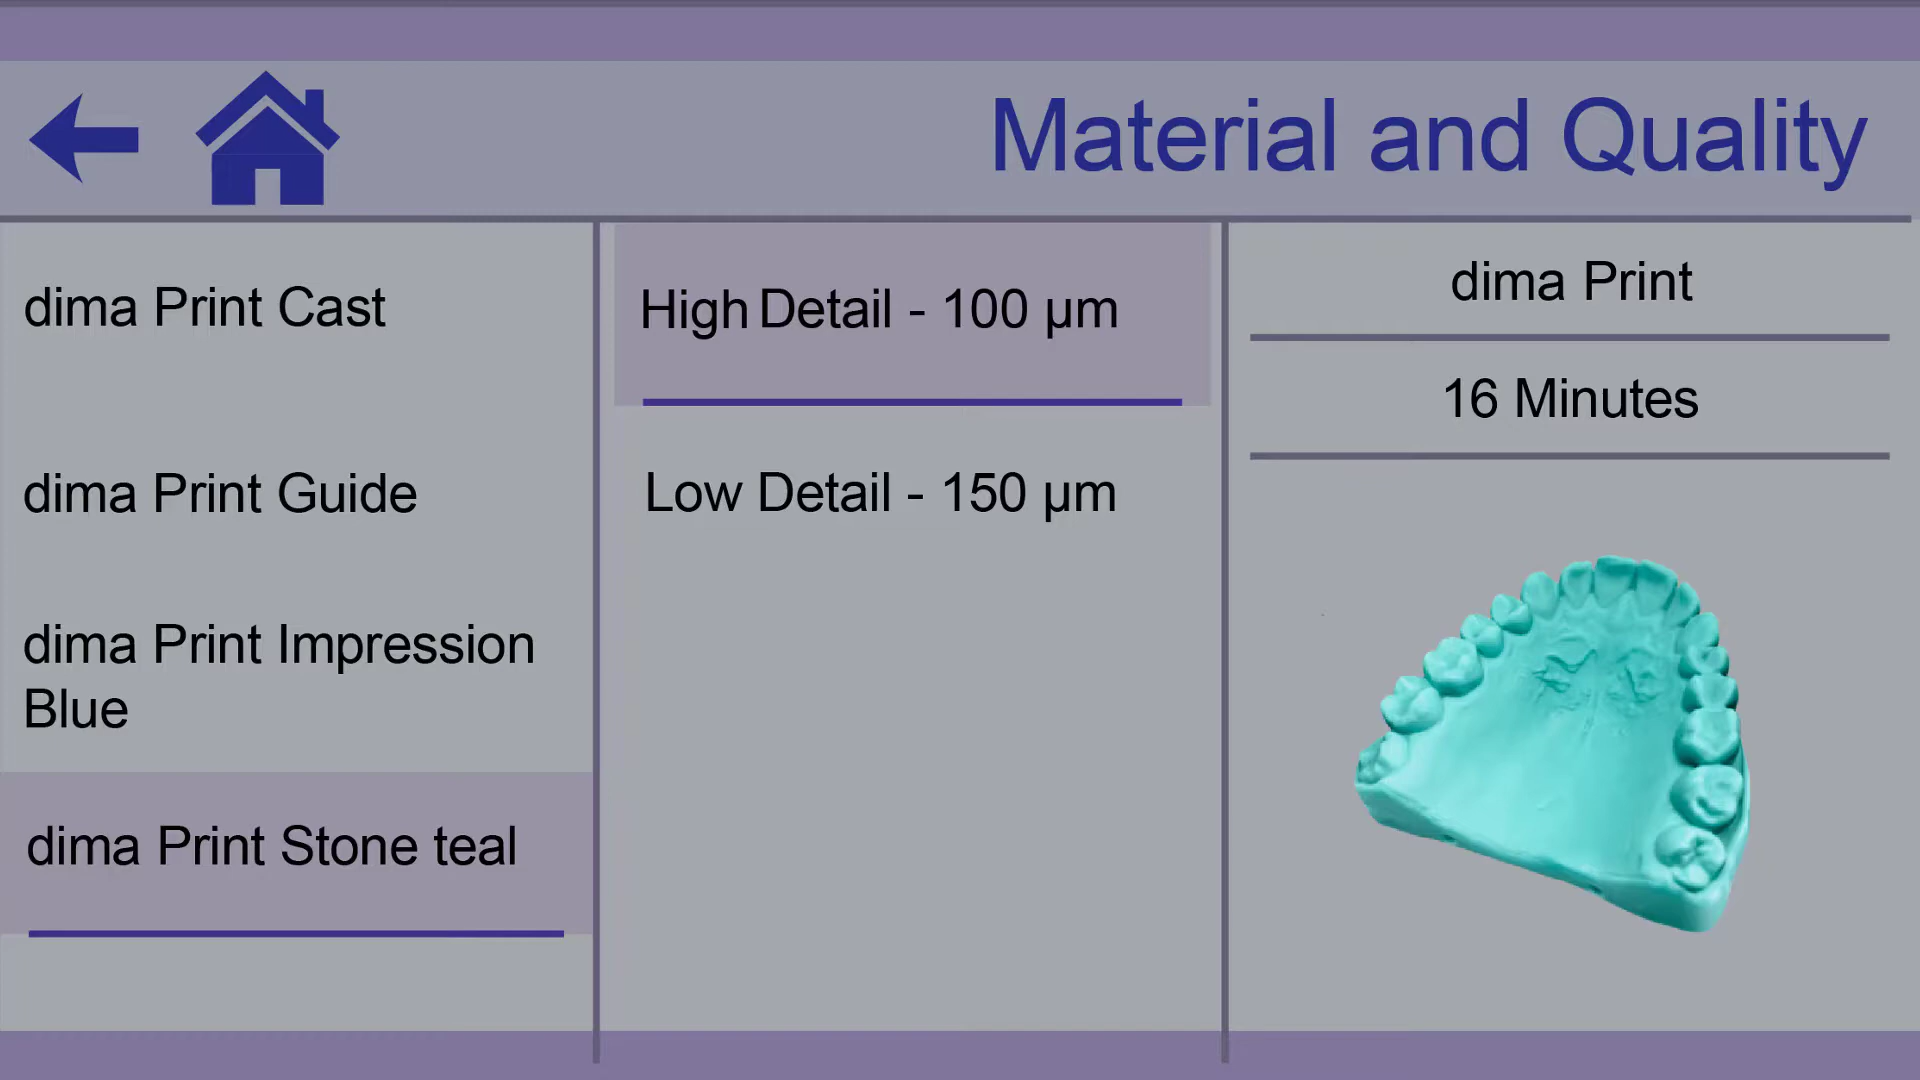 Material and Quality
dima Print Cast
dima Print Guide
dima Print Impression
Blue
dima Print Stone teal
High Detail - 100 µm
Low Detail - 150 µm
dima Print
16 Minutes